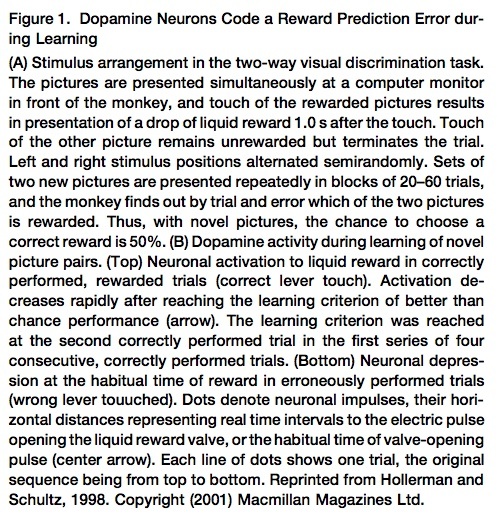 Figure 1. Dopamine Neurons Code a Reward Prediction Error dur-
ing Learning
(A) Stimulus arrangement in the two-way visual discrimination task.
The pictures are presented simultaneously at a computer monitor
in front of the monkey, and touch of the rewarded pictures results
in presentation of a drop of liquid reward 1.0 s after the touch. Touch
of the other picture remains unrewarded but terminates the trial.
Left and right stimulus positions alternated semirandomly. Sets of
two new pictures are presented repeatedly in blocks of 20–60 trials,
and the monkey finds out by trial and error which of the two pictures
is rewarded. Thus, with novel pictures, the chance to choose a
correct reward is 50%. (B) Dopamine activity during learning of novel
picture pairs. (Top) Neuronal activation to liquid reward in correctly
performed, rewarded trials (correct lever touch). Activation de-
creases rapidly after reaching the learning criterion of better than
chance performance (arrow). The learning criterion was reached
at the second correctly performed trial in the first series of four
consecutive, correctly performed trials. (Bottom) Neuronal depres-
sion at the habitual time of reward in erroneously performed trials
(wrong lever touuched). Dots denote neuronal impulses, their hori-
zontal distances representing real time intervals to the electric pulse
opening the liquid reward valve, or the habitual time of valve-opening
pulse (center arrow). Each line of dots shows one trial, the original
sequence being from top to bottom. Reprinted from Hollerman and
Schultz, 1998. Copyright (2001) Macmillan Magazines Ltd.